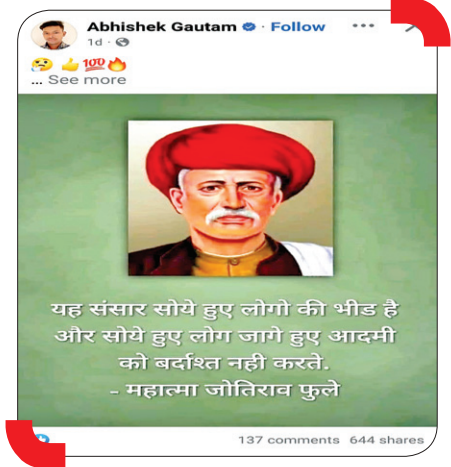 Abhishek Gautam · Follow
1d ·
... See more
यह संसार सोये हुए लोगो की भीड है
और सोये हुए लोग जागे हुए आदमी
को बर्दाश्त नही करते.
- महात्मा जोतिराव फुले
137 comments 644 shares